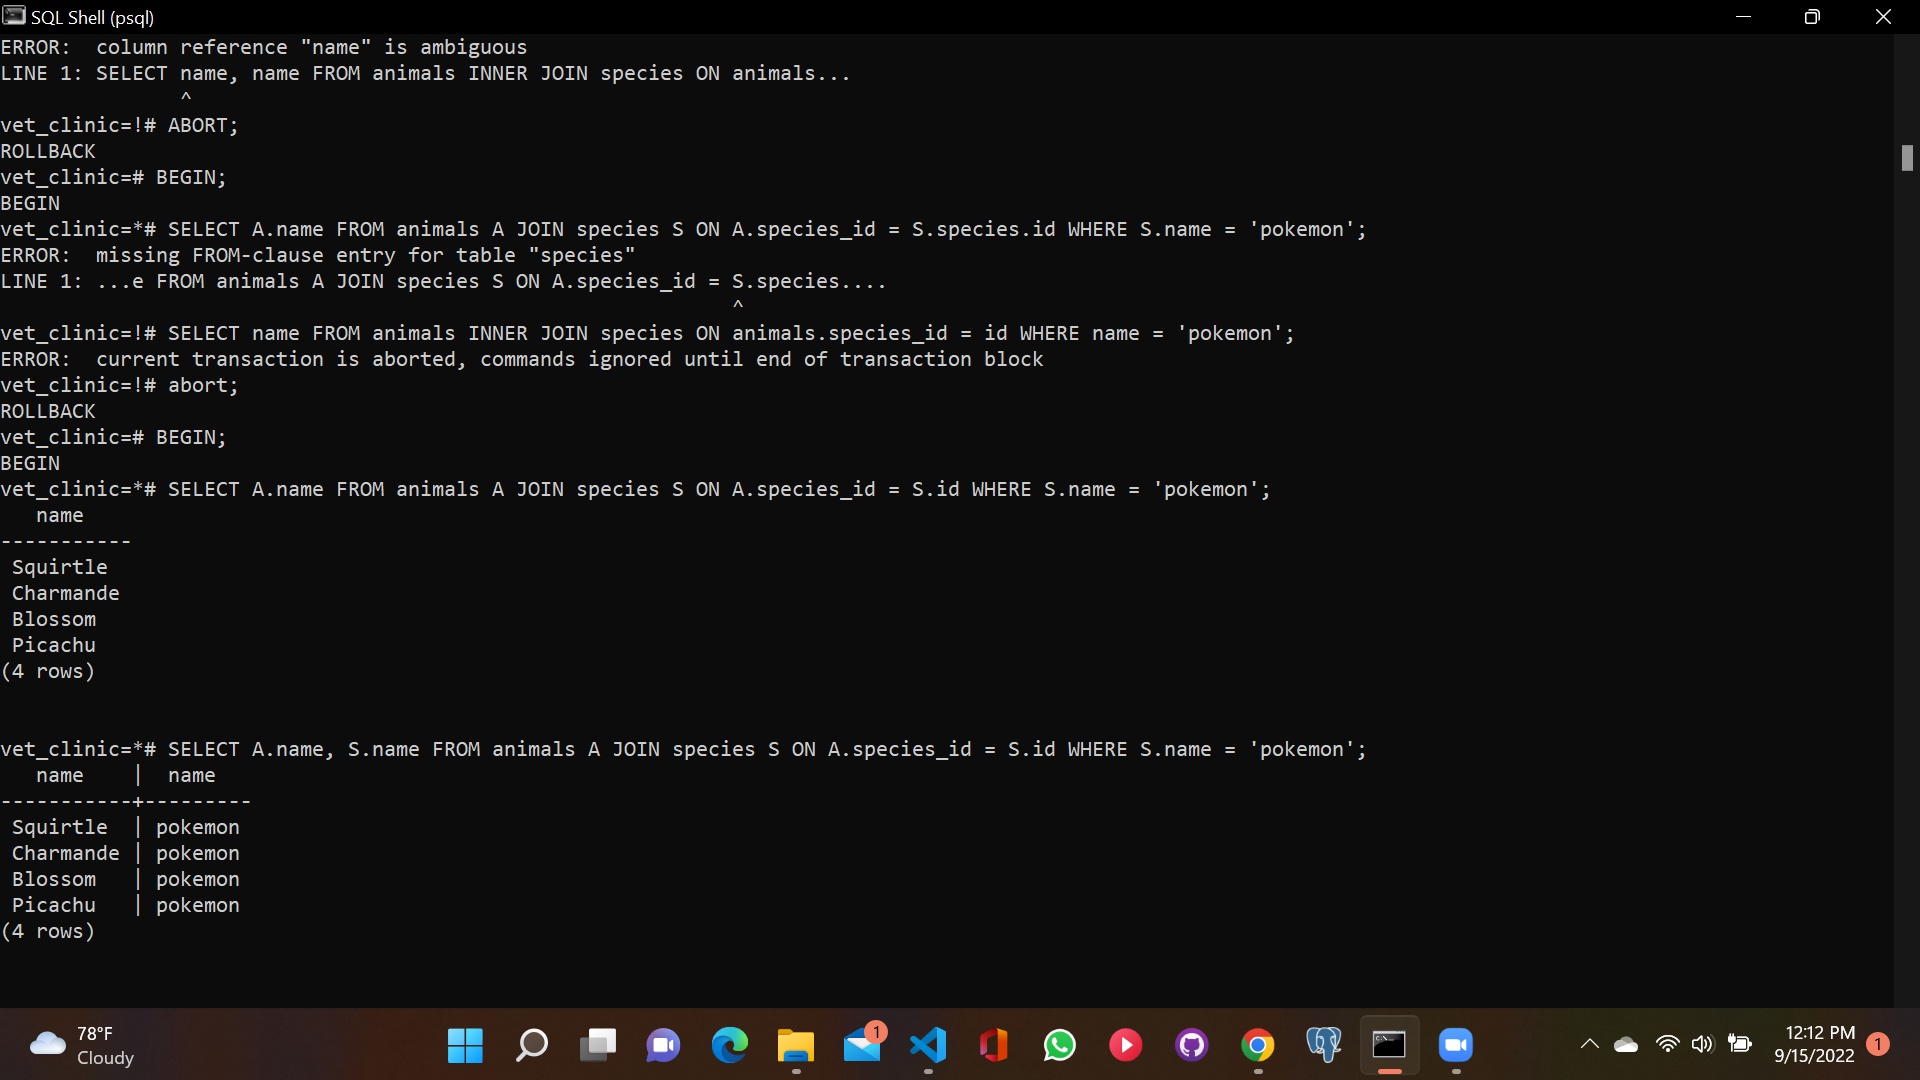 SQL Shell (psql)
ERROR:  column reference "name" is ambiguous
LINE 1: SELECT name, name FROM animals INNER JOIN species ON animals...
^
vet_clinic=!# ABORT;
ROLLBACK
vet_clinic=# BEGIN;
BEGIN
vet_clinic=*# SELECT A.name FROM animals A JOIN species S ON A.species_id = S.species.id WHERE S.name = 'pokemon';
ERROR:  missing FROM-clause entry for table "species"
LINE 1: ...e FROM animals A JOIN species S ON A.species_id = S.species....
^
vet_clinic=!# SELECT name FROM animals INNER JOIN species ON animals.species_id = id WHERE name = 'pokemon';
ERROR:  current transaction is aborted, commands ignored until end of transaction block
vet_clinic=!# abort;
ROLLBACK
vet_clinic=# BEGIN;
BEGIN
vet_clinic=*# SELECT A.name FROM animals A JOIN species S ON A.species_id = S.id WHERE S.name = 'pokemon';
name
-----------
Squirtle
Charmande
Blossom
Picachu
(4 rows)
vet_clinic=*# SELECT A.name, S.name FROM animals A JOIN species S ON A.species_id = S.id WHERE S.name = 'pokemon';
name    |  name
-----------+---------
Squirtle  | pokemon
Charmande | pokemon
Blossom   | pokemon
Picachu   | pokemon
(4 rows)
78°F
Cloudy
1
12:12 PM
9/15/2022
1